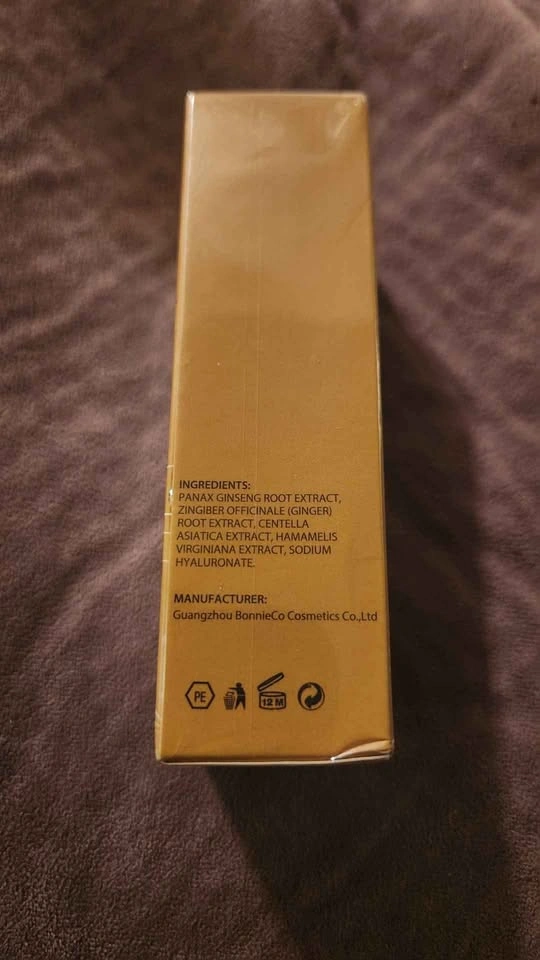 INGREDIENTS:
PANAX GINSENG ROOT EXTRACT,
ZINGIBER OFFICINALE (GINGER)
ROOT EXTRACT, CENTELLA
ASIATICA EXTRACT, HAMAMELIS
VIRGINIANA EXTRACT, SODIUM
HYALURONATE.
MANUFACTURER:
Guangzhou BonnieCo Cosmetics Co.,Ltd
PE 12 M